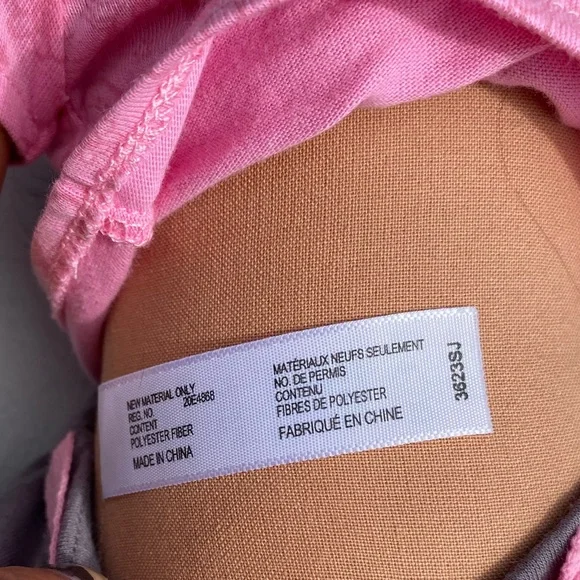 NEW MATERIAL ONLY
REG. NO. 20E4868
CONTENT
POLYESTER FIBER
MADE IN CHINA
MATÉRIAUX NEUFS SEULEMENT
NO. DE PERMIS
CONTENU
FIBRES DE POLYESTER
FABRIQUÉ EN CHINE
3623SJ